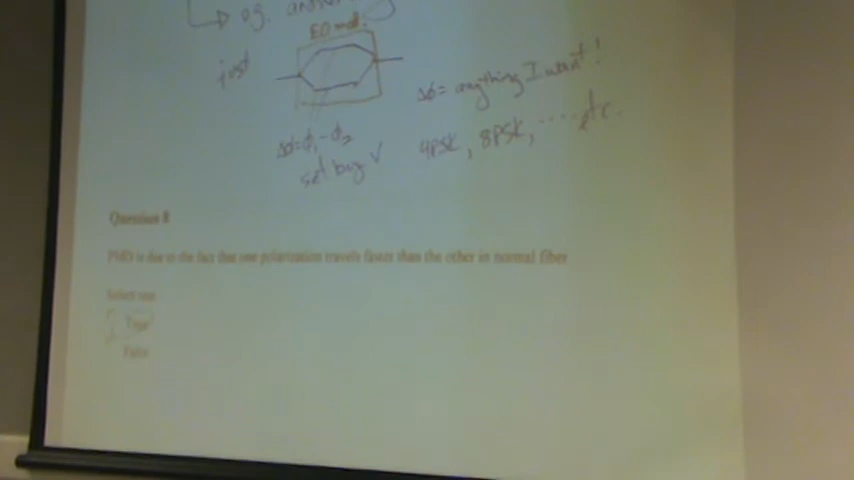 eg.
EO mod.
just
Δφ = anything I want!
Δφ = φ1 - φ2
set by V
4PSK, 8PSK, .... etc.
Question 8
PMD is due to the fact that one polarization travels faster than the other in normal fiber
Select one
True
False